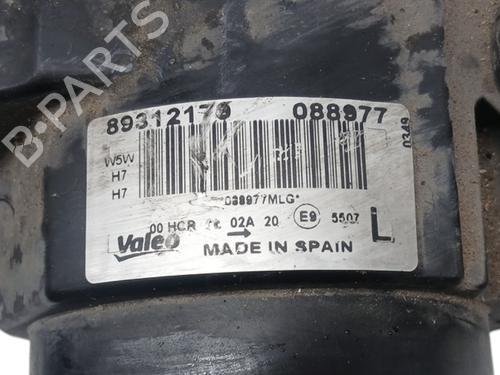 B-PARTS
89312179 088977
W5W
H7
H7
0349
088977MLG*
00 HCR 02A 20 E9 5507 L
Valeo MADE IN SPAIN